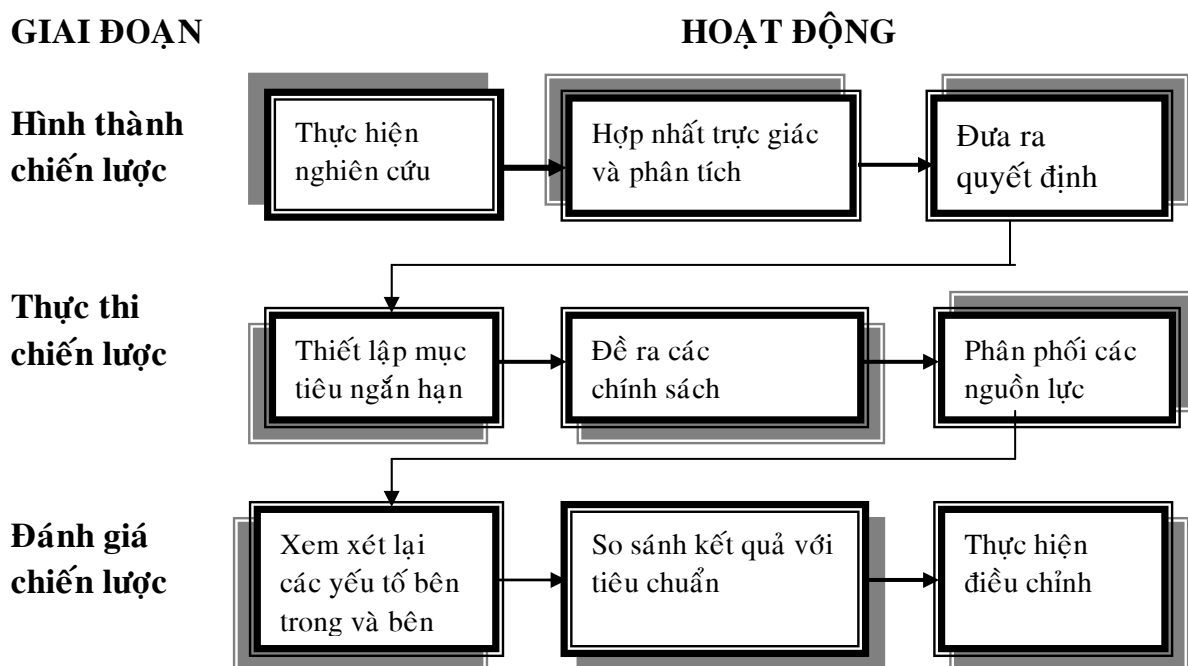 GIAI ĐOẠN
HOẠT ĐỘNG
Hình thành
chiến lược
Thực hiện
nghiên cứu
Hợp nhất trực giác
và phân tích
Đưa ra
quyết định
Thực thi
chiến lược
Thiết lập mục
tiêu ngắn hạn
Đề ra các
chính sách
Phân phối các
nguồn lực
Đánh giá
chiến lược
Xem xét lại
các yếu tố bên
trong và bên
So sánh kết quả với
tiêu chuẩn
Thực hiện
điều chỉnh